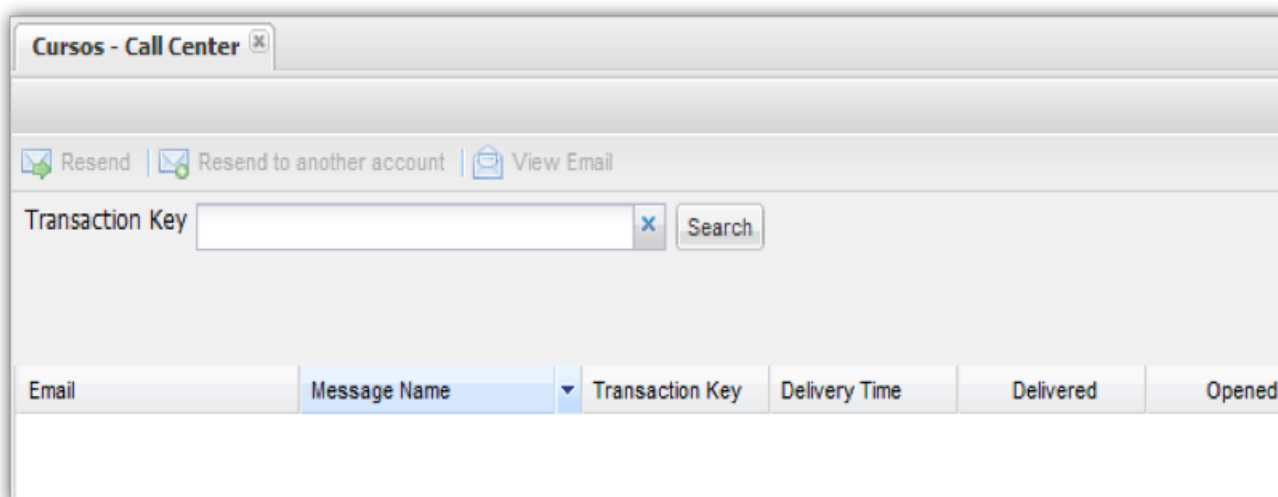 Cursos - Call Center
Resend Resend to another account View Email
Transaction Key Search
Email Message Name Transaction Key Delivery Time Delivered Opened